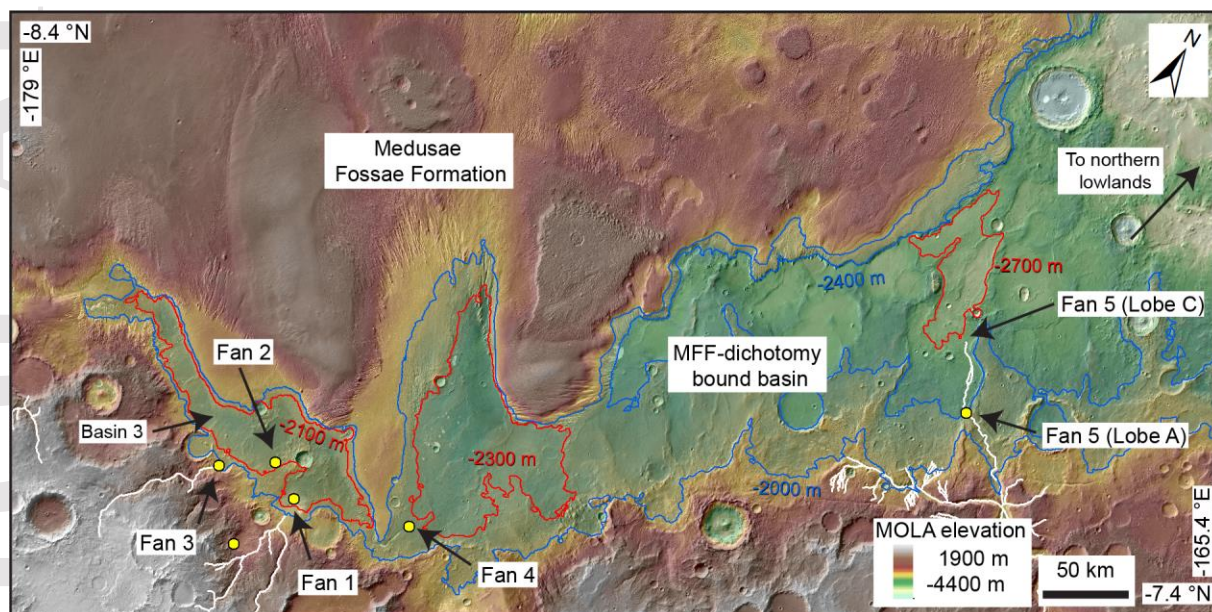 -8.4 °N
-179 °E
N
Medusae
Fossae Formation
To northern
lowlands
-2700 m
-2400 m
Fan 5 (Lobe C)
Fan 2
MFF-dichotomy
bound basin
Basin 3
-2100 m
Fan 5 (Lobe A)
-2300 m
-2000 m
Fan 3
Fan 1
Fan 4
MOLA elevation
1900 m
-4400 m
50 km
-165.4 °E
-7.4 °N